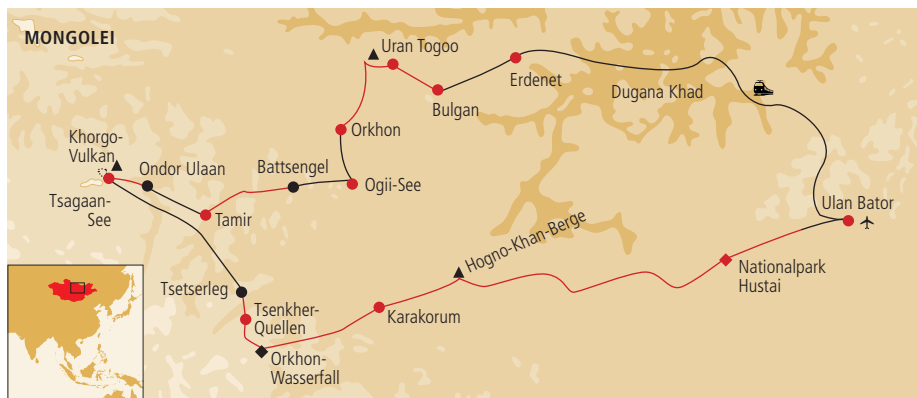 MONGOLEI
Uran Togoo
Erdenet
Dugana Khad
Bulgan
Orkhon
Khorgo-
Vulkan
Ondor Ulaan
Battsengel
Ogii-See
Tsagaan-
See
Tamir
Ulan Bator
Hogno-Khan-Berge
Nationalpark
Hustai
Tsetserleg
Tsenkher-
Quellen
Karakorum
Orkhon-
Wasserfall